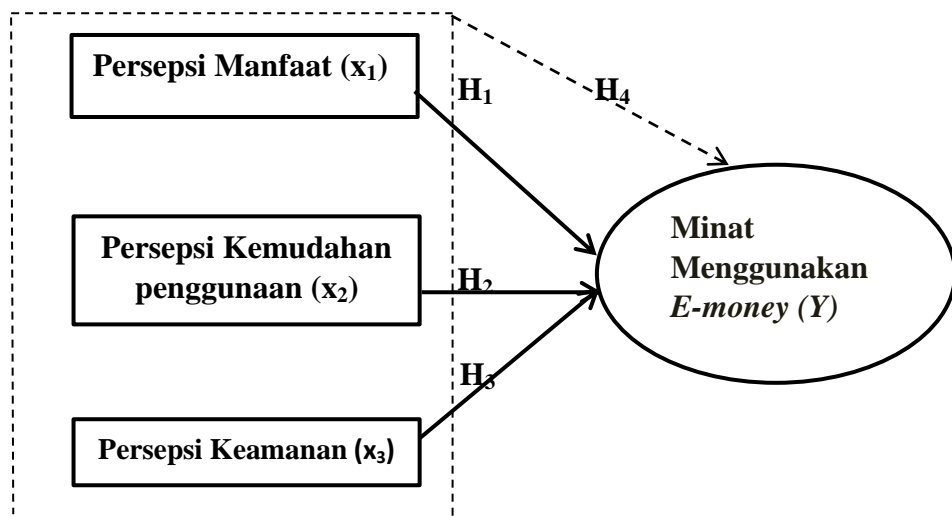 Persepsi Manfaat (x₁)
H₁
H₄
Persepsi Kemudahan
penggunaan (x₂)
H₂
Minat
Menggunakan
E-money (Y)
H₃
Persepsi Keamanan (x₃)